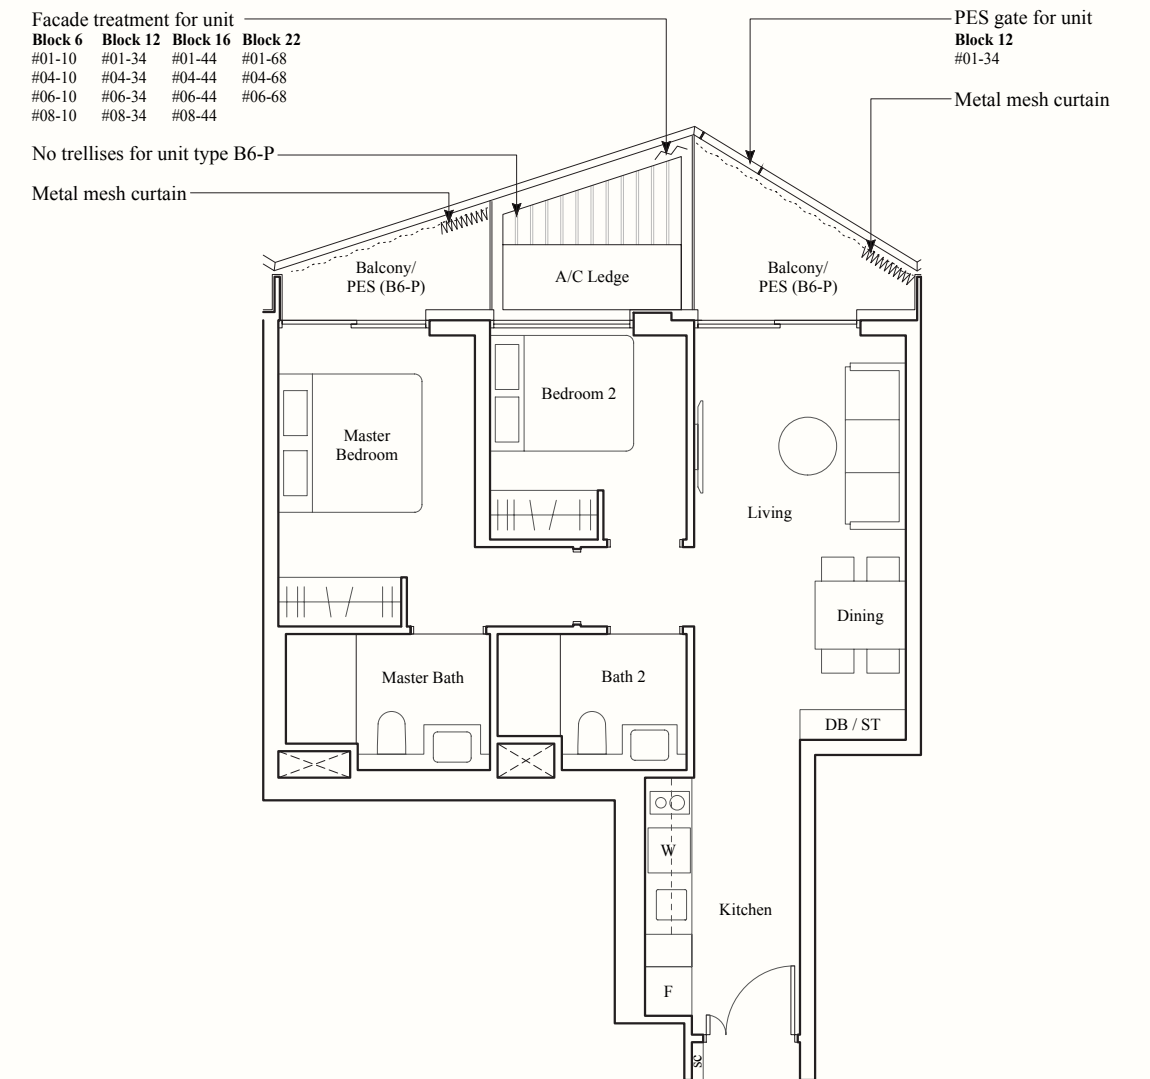 Facade treatment for unit
Block 6 Block 12 Block 16 Block 22
#01-10 #01-34 #01-44 #01-68
#04-10 #04-34 #04-44 #04-68
#06-10 #06-34 #06-44 #06-68
#08-10 #08-34 #08-44
PES gate for unit
Block 12
#01-34
Metal mesh curtain
No trellises for unit type B6-P
Metal mesh curtain
Balcony/
PES (B6-P)
A/C Ledge
Balcony/
PES (B6-P)
Master
Bedroom
Bedroom 2
Living
Dining
Master Bath
Bath 2
DB / ST
W
Kitchen
F
SC